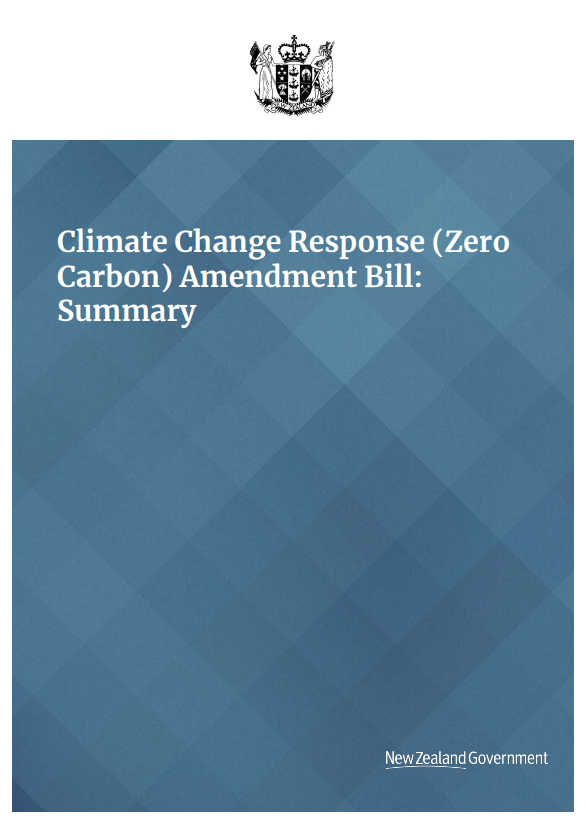 Climate Change Response (Zero
Carbon) Amendment Bill:
Summary
New Zealand Government